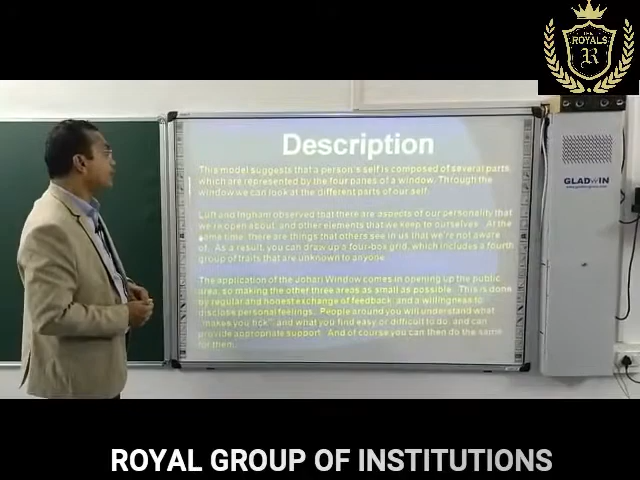 THE
ROYALS
R
Description
This model suggests that a person's self is composed of several parts
which are represented by the four panes of a window. Through the
window we can look at the different parts of our self.
Luft and Ingham observed that there are aspects of our personality that
we're open about, and other elements that we keep to ourselves. At the
same time, there are things that others see in us that we're not aware
of. As a result, you can draw up a four-box grid, which includes a fourth
group of traits that are unknown to anyone.
The application of the Johari Window comes in opening up the public
area, so making the other three areas as small as possible. This is done
by regular and honest exchange of feedback, and a willingness to
disclose personal feelings. People around you will understand what
"makes you tick", and what you find easy or difficult to do, and can
provide appropriate support. And of course you can then do the same
for them.
GLADWIN
ROYAL GROUP OF INSTITUTIONS